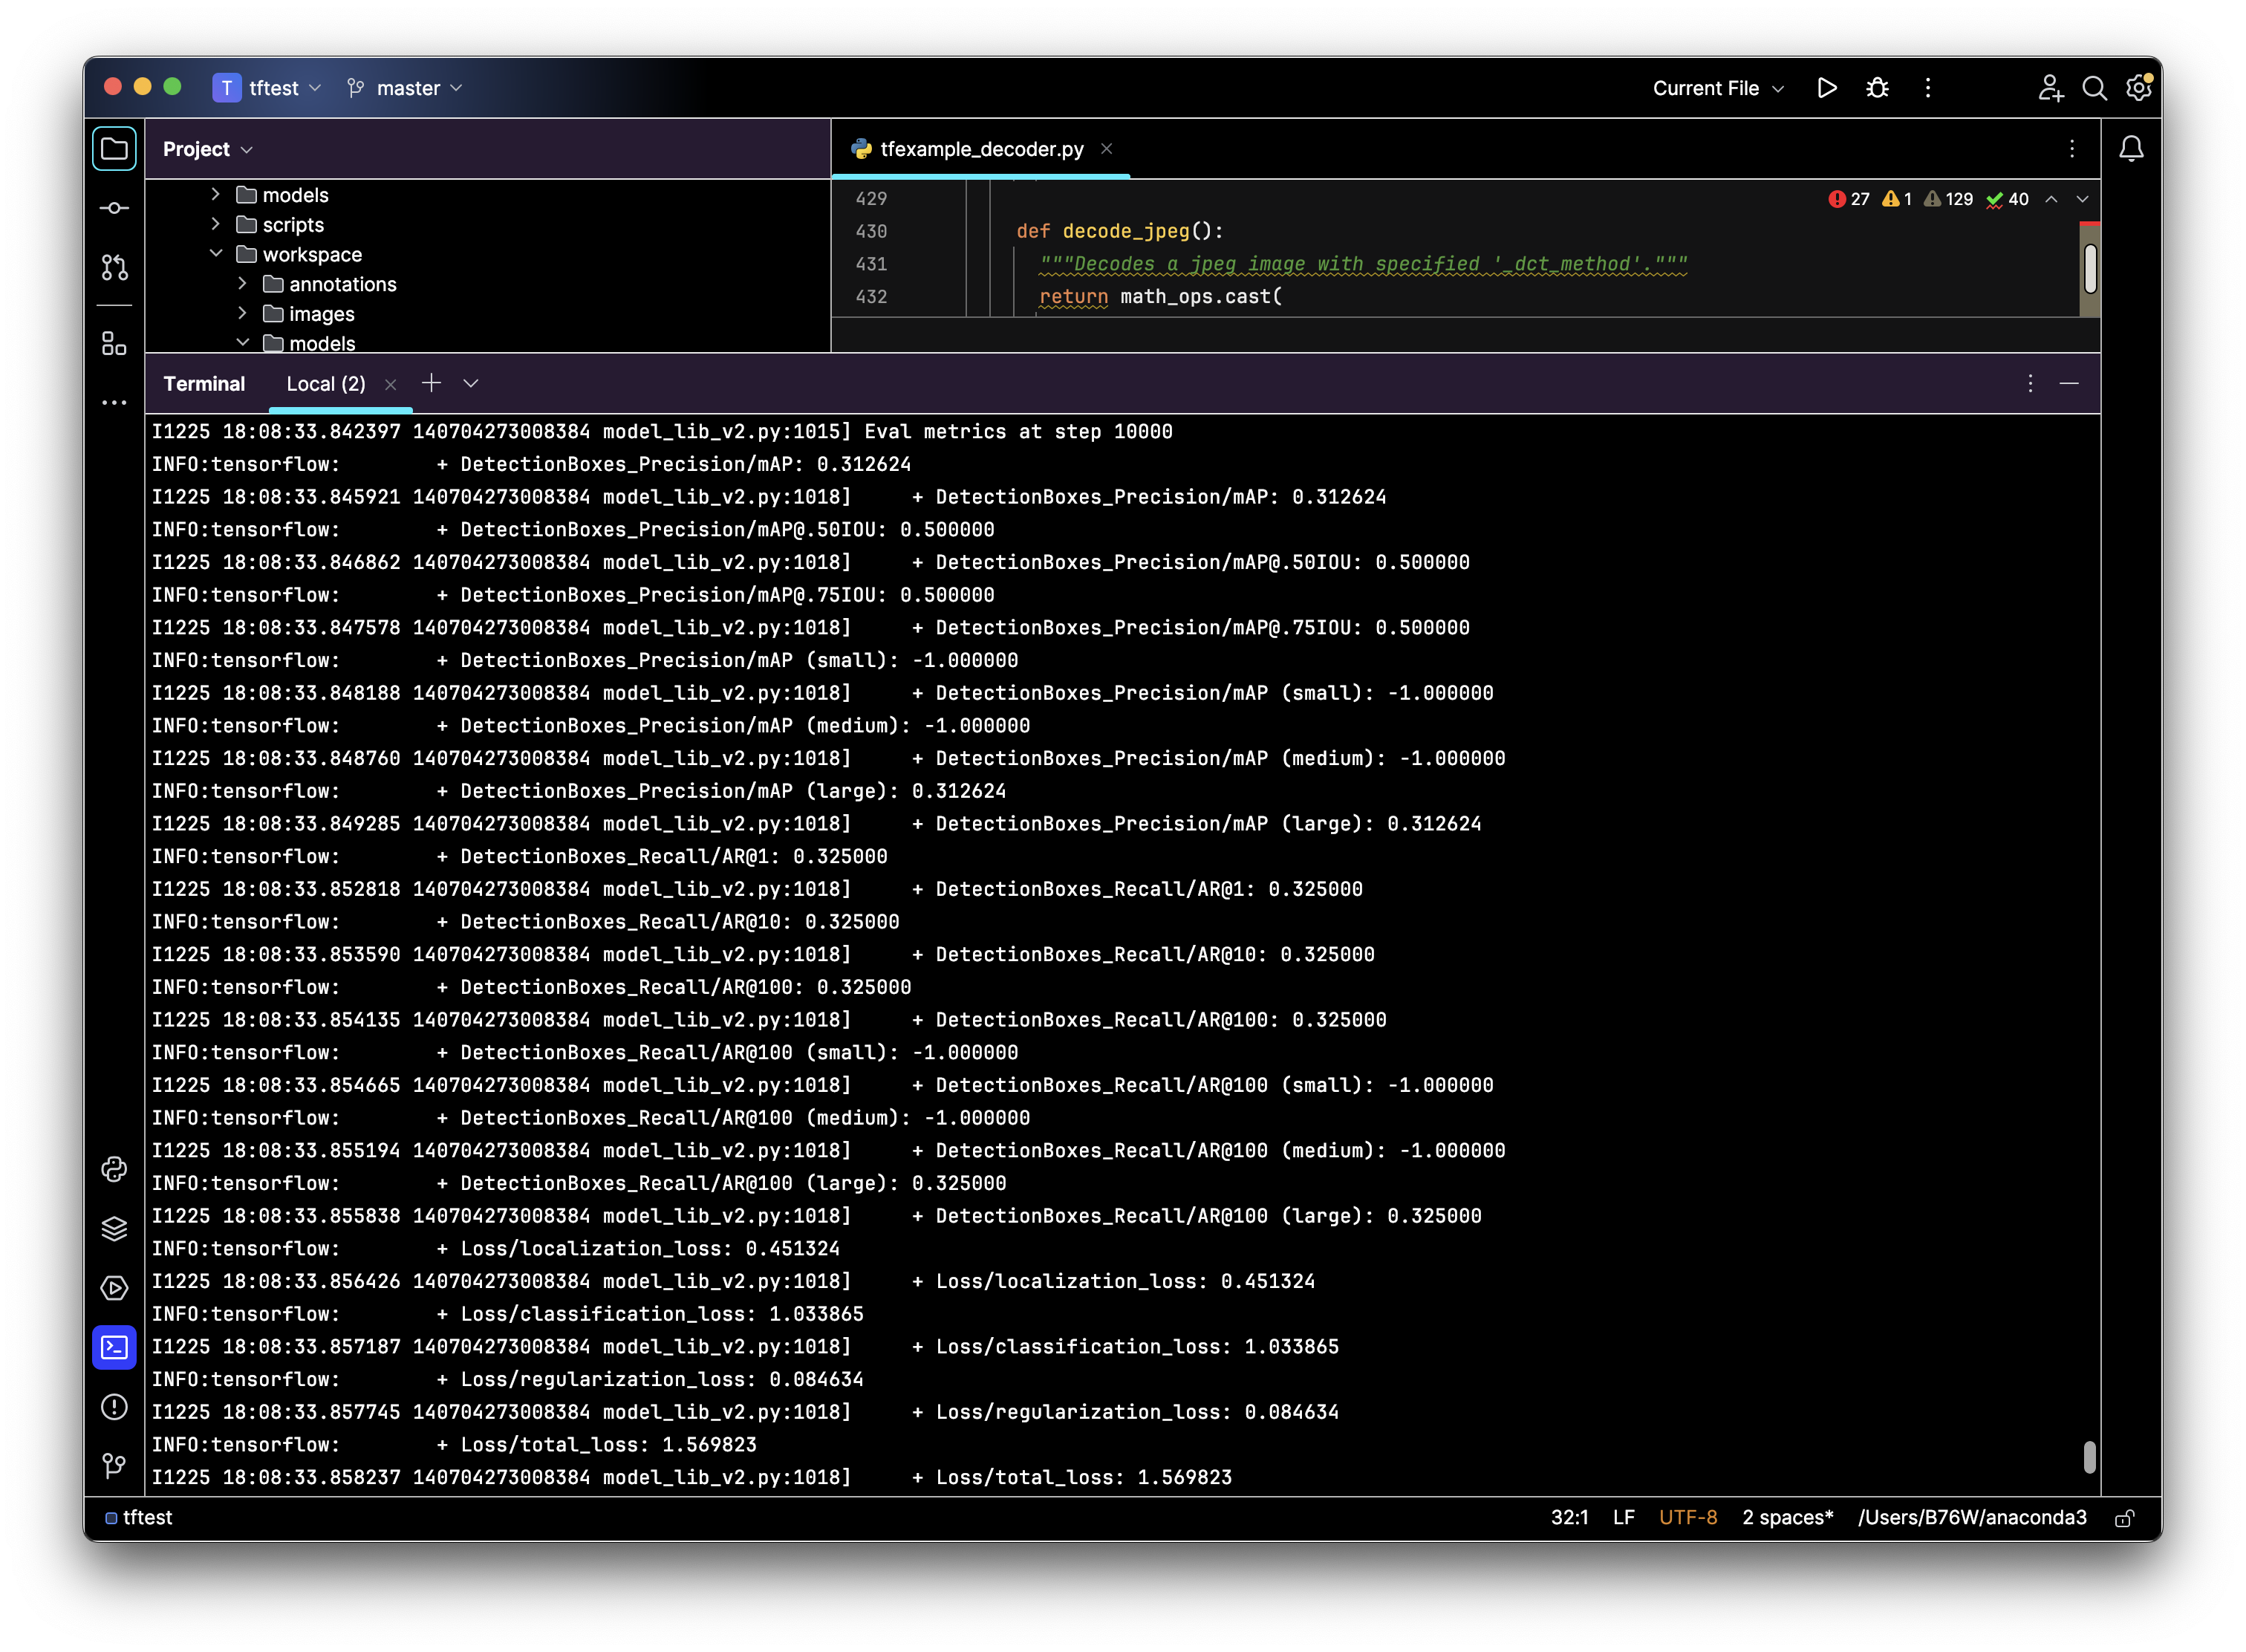 T tftest master Current File
Project
tfexample_decoder.py
models
scripts
workspace
annotations
images
models
27 1 129 40
429
430 def decode_jpeg():
431 """Decodes a jpeg image with specified '_dct_method'."""
432 return math_ops.cast(
Terminal Local (2)
I1225 18:08:33.842397 140704273008384 model_lib_v2.py:1015] Eval metrics at step 10000
INFO:tensorflow: + DetectionBoxes_Precision/mAP: 0.312624
I1225 18:08:33.845921 140704273008384 model_lib_v2.py:1018] + DetectionBoxes_Precision/mAP: 0.312624
INFO:tensorflow: + DetectionBoxes_Precision/mAP@.50IOU: 0.500000
I1225 18:08:33.846862 140704273008384 model_lib_v2.py:1018] + DetectionBoxes_Precision/mAP@.50IOU: 0.500000
INFO:tensorflow: + DetectionBoxes_Precision/mAP@.75IOU: 0.500000
I1225 18:08:33.847578 140704273008384 model_lib_v2.py:1018] + DetectionBoxes_Precision/mAP@.75IOU: 0.500000
INFO:tensorflow: + DetectionBoxes_Precision/mAP (small): -1.000000
I1225 18:08:33.848188 140704273008384 model_lib_v2.py:1018] + DetectionBoxes_Precision/mAP (small): -1.000000
INFO:tensorflow: + DetectionBoxes_Precision/mAP (medium): -1.000000
I1225 18:08:33.848760 140704273008384 model_lib_v2.py:1018] + DetectionBoxes_Precision/mAP (medium): -1.000000
INFO:tensorflow: + DetectionBoxes_Precision/mAP (large): 0.312624
I1225 18:08:33.849285 140704273008384 model_lib_v2.py:1018] + DetectionBoxes_Precision/mAP (large): 0.312624
INFO:tensorflow: + DetectionBoxes_Recall/AR@1: 0.325000
I1225 18:08:33.852818 140704273008384 model_lib_v2.py:1018] + DetectionBoxes_Recall/AR@1: 0.325000
INFO:tensorflow: + DetectionBoxes_Recall/AR@10: 0.325000
I1225 18:08:33.853590 140704273008384 model_lib_v2.py:1018] + DetectionBoxes_Recall/AR@10: 0.325000
INFO:tensorflow: + DetectionBoxes_Recall/AR@100: 0.325000
I1225 18:08:33.854135 140704273008384 model_lib_v2.py:1018] + DetectionBoxes_Recall/AR@100: 0.325000
INFO:tensorflow: + DetectionBoxes_Recall/AR@100 (small): -1.000000
I1225 18:08:33.854665 140704273008384 model_lib_v2.py:1018] + DetectionBoxes_Recall/AR@100 (small): -1.000000
INFO:tensorflow: + DetectionBoxes_Recall/AR@100 (medium): -1.000000
I1225 18:08:33.855194 140704273008384 model_lib_v2.py:1018] + DetectionBoxes_Recall/AR@100 (medium): -1.000000
INFO:tensorflow: + DetectionBoxes_Recall/AR@100 (large): 0.325000
I1225 18:08:33.855838 140704273008384 model_lib_v2.py:1018] + DetectionBoxes_Recall/AR@100 (large): 0.325000
INFO:tensorflow: + Loss/localization_loss: 0.451324
I1225 18:08:33.856426 140704273008384 model_lib_v2.py:1018] + Loss/localization_loss: 0.451324
INFO:tensorflow: + Loss/classification_loss: 1.033865
I1225 18:08:33.857187 140704273008384 model_lib_v2.py:1018] + Loss/classification_loss: 1.033865
INFO:tensorflow: + Loss/regularization_loss: 0.084634
I1225 18:08:33.857745 140704273008384 model_lib_v2.py:1018] + Loss/regularization_loss: 0.084634
INFO:tensorflow: + Loss/total_loss: 1.569823
I1225 18:08:33.858237 140704273008384 model_lib_v2.py:1018] + Loss/total_loss: 1.569823
tftest 32:1 LF UTF-8 2 spaces* /Users/B76W/anaconda3